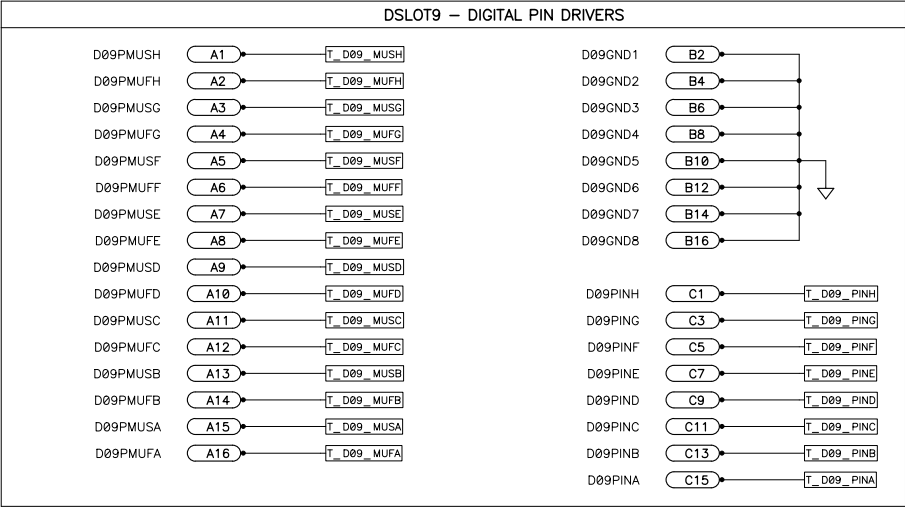 DSLOT9 – DIGITAL PIN DRIVERS
D09PMUSH A1 T_D09_MUSH
D09PMUFH A2 T_D09_MUFH
D09PMUSG A3 T_D09_MUSG
D09PMUFG A4 T_D09_MUFG
D09PMUSF A5 T_D09_MUSF
D09PMUFF A6 T_D09_MUFF
D09PMUSE A7 T_D09_MUSE
D09PMUFE A8 T_D09_MUFE
D09PMUSD A9 T_D09_MUSD
D09PMUFD A10 T_D09_MUFD
D09PMUSC A11 T_D09_MUSC
D09PMUFC A12 T_D09_MUFC
D09PMUSB A13 T_D09_MUSB
D09PMUFB A14 T_D09_MUFB
D09PMUSA A15 T_D09_MUSA
D09PMUFA A16 T_D09_MUFA
D09GND1 B2
D09GND2 B4
D09GND3 B6
D09GND4 B8
D09GND5 B10
D09GND6 B12
D09GND7 B14
D09GND8 B16
D09PINH C1 T_D09_PINH
D09PING C3 T_D09_PING
D09PINF C5 T_D09_PINF
D09PINE C7 T_D09_PINE
D09PIND C9 T_D09_PIND
D09PINC C11 T_D09_PINC
D09PINB C13 T_D09_PINB
D09PINA C15 T_D09_PINA